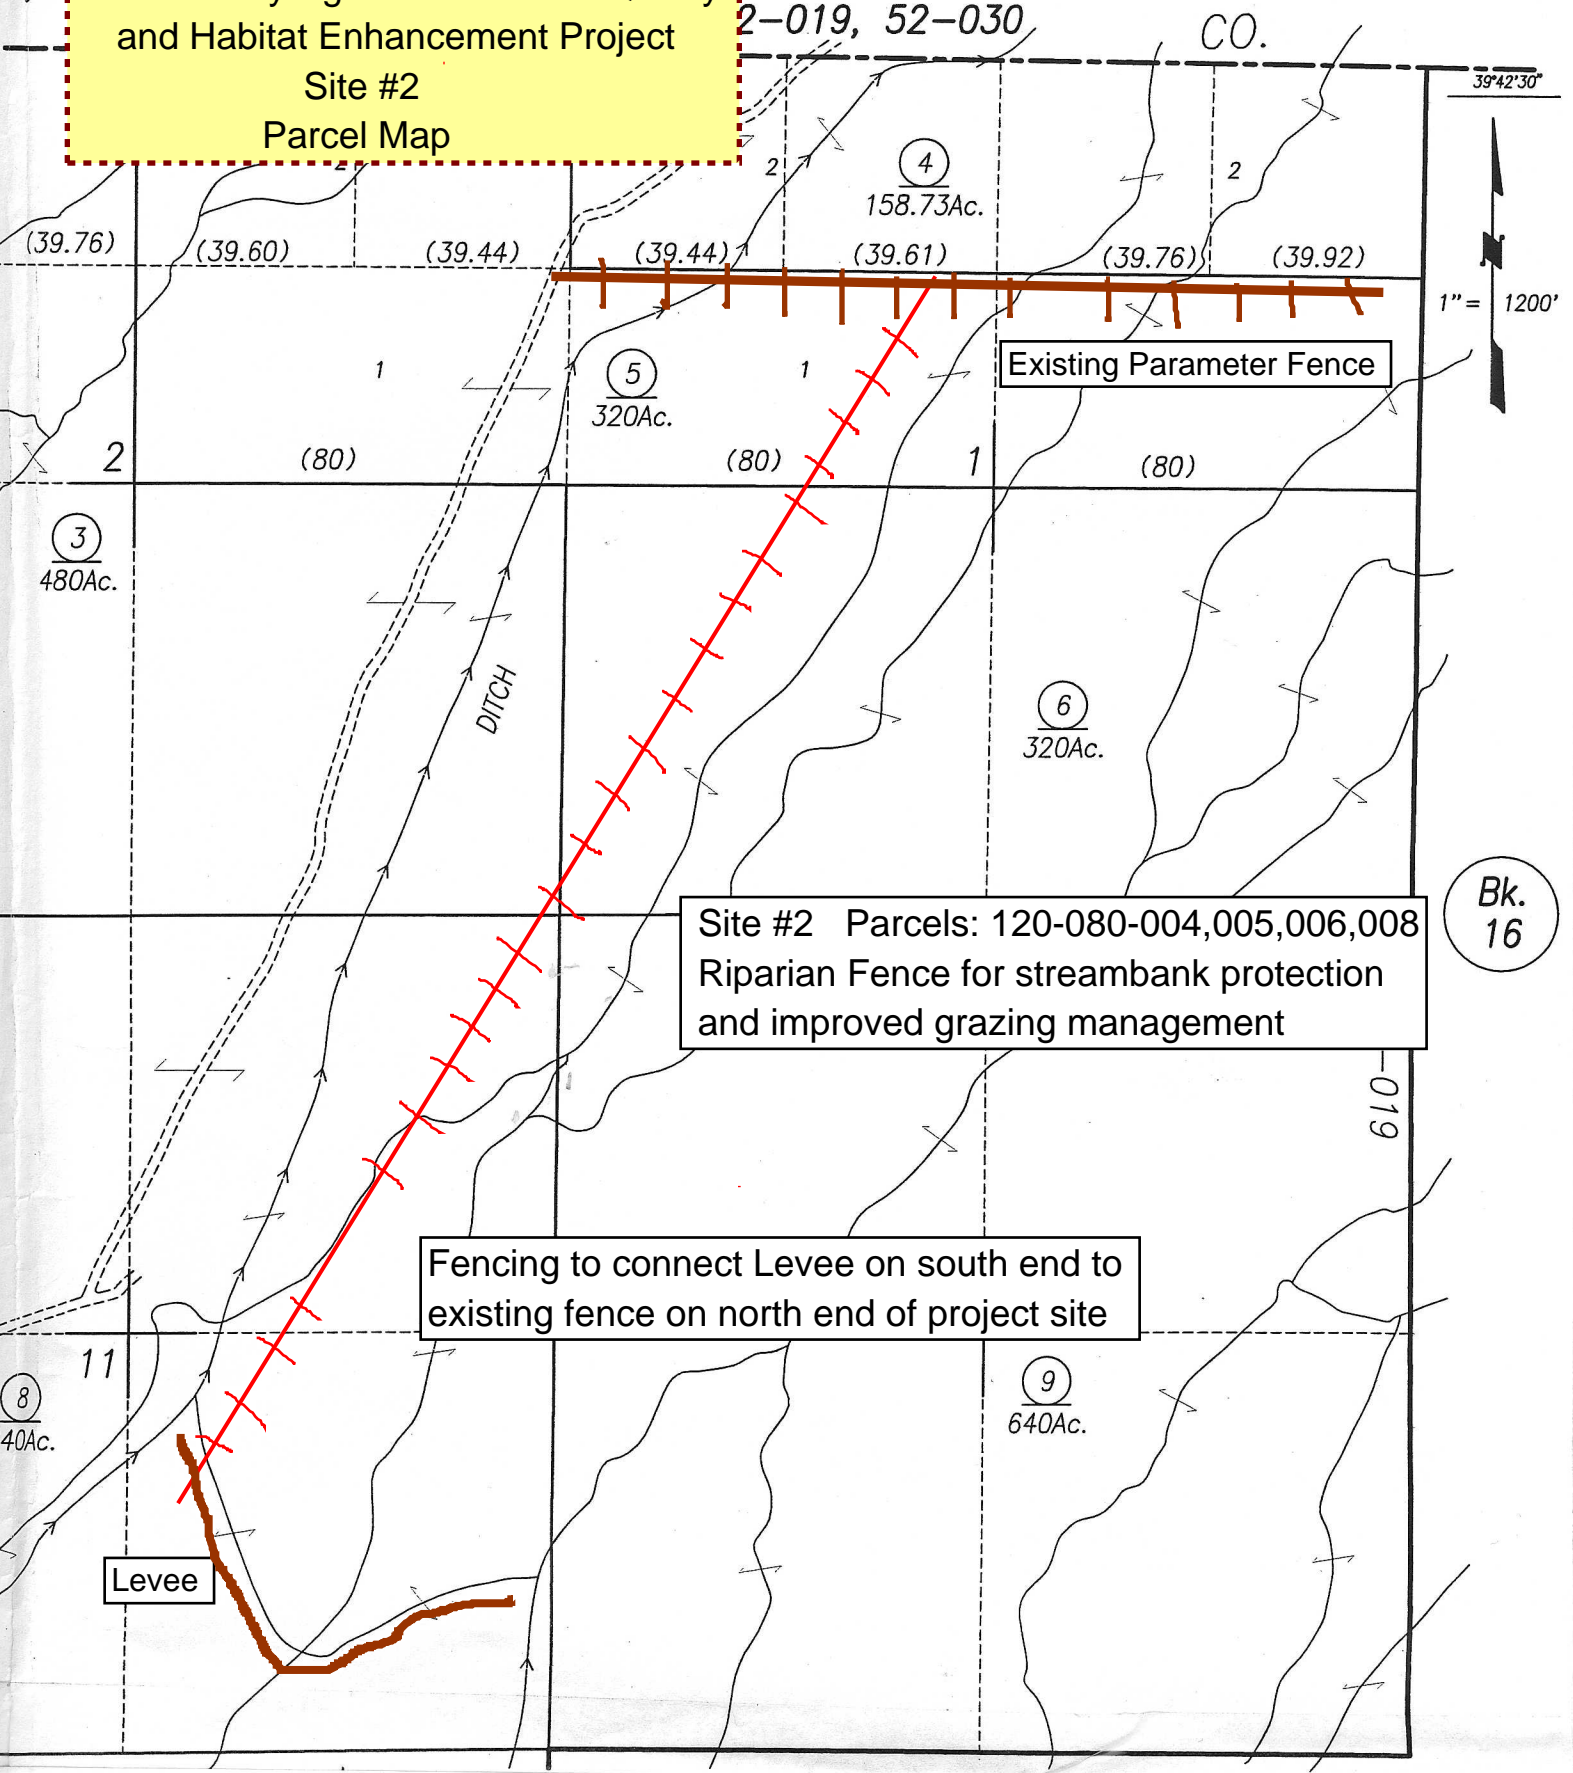 and Habitat Enhancement Project
Site #2
Parcel Map
2-019, 52-030
CO.
39°42'30"
4
158.73Ac.
2
2
2
(39.76)
(39.60)
(39.44)
(39.44)
(39.61)
(39.76)
(39.92)
N
1"= 1200'
Existing Parameter Fence
1
5
320Ac.
1
2
(80)
(80)
1
(80)
3
480Ac.
DITCH
6
320Ac.
Bk.
16
Site #2 Parcels: 120-080-004,005,006,008
Riparian Fence for streambank protection
and improved grazing management
-019
Fencing to connect Levee on south end to
existing fence on north end of project site
11
8
40Ac.
9
640Ac.
Levee